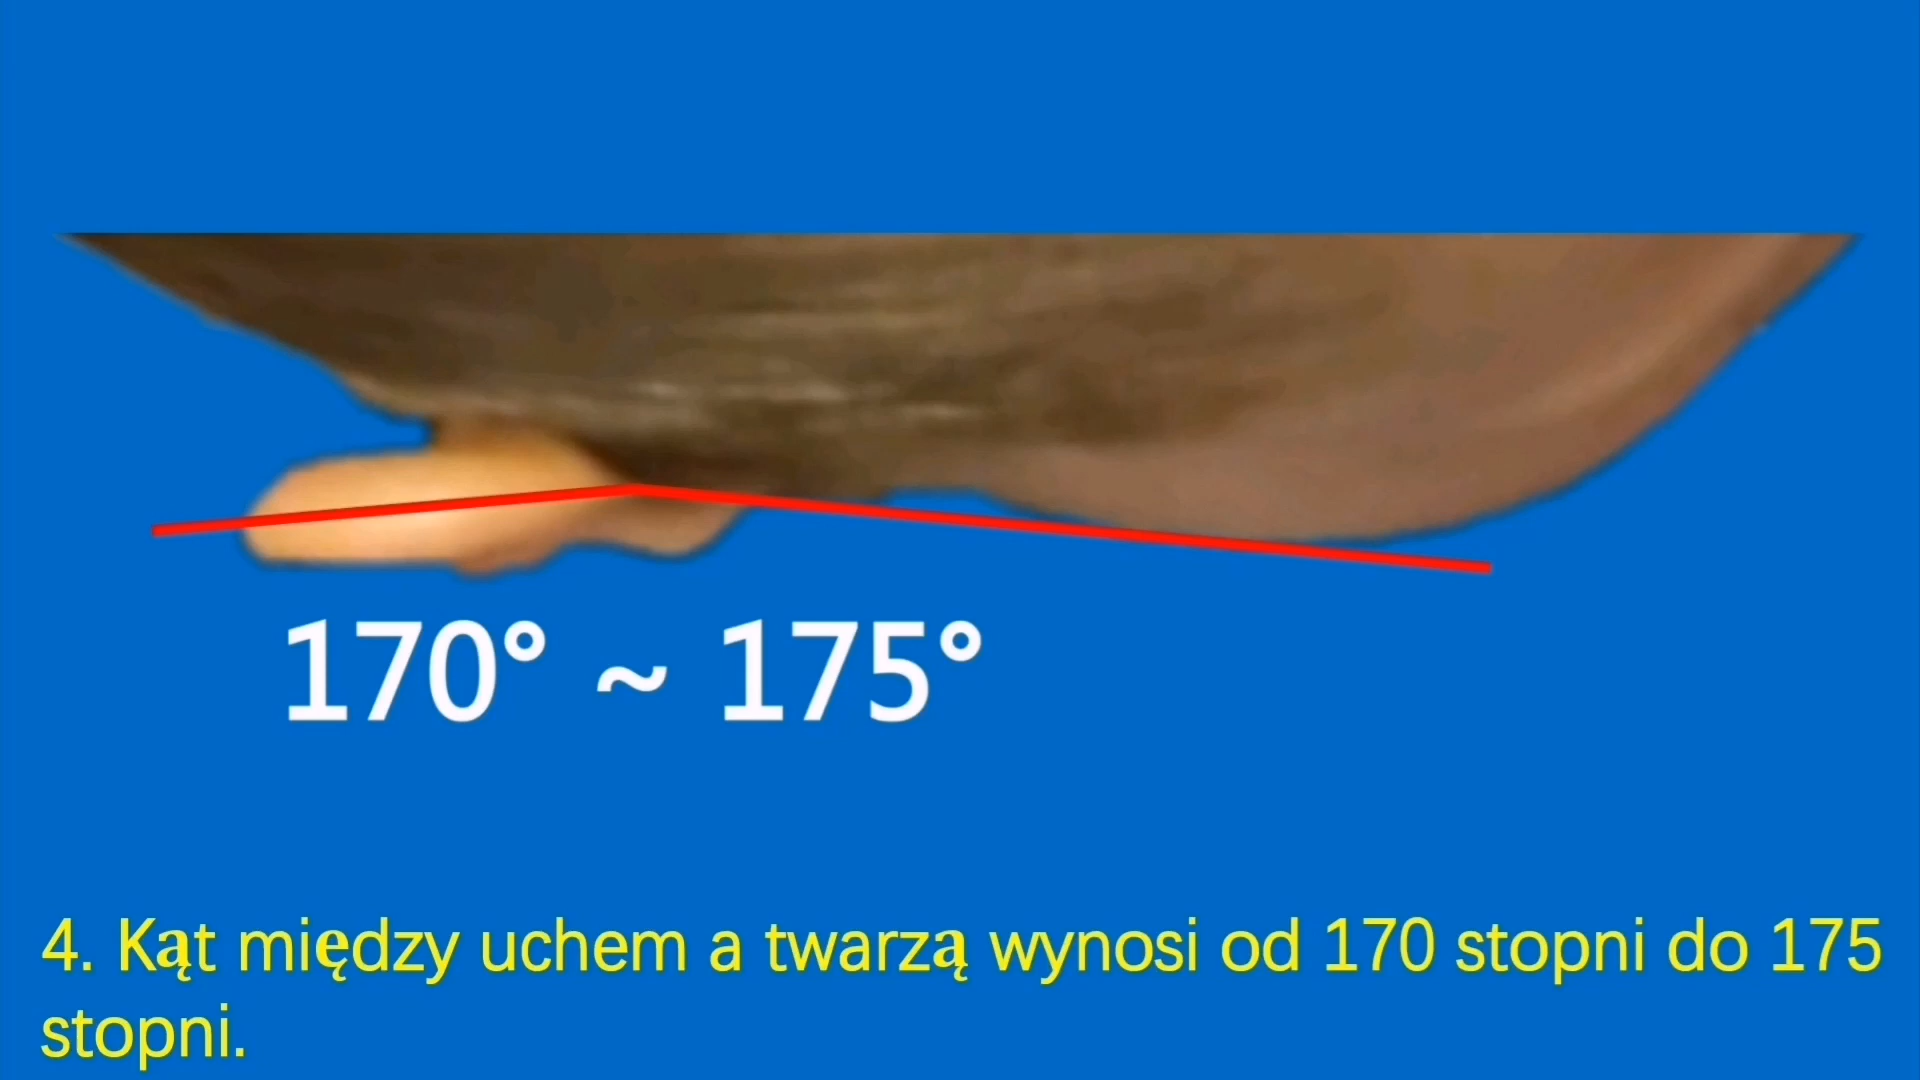 170° ~ 175°
4. Kąt między uchem a twarzą wynosi od 170 stopni do 175
stopni.